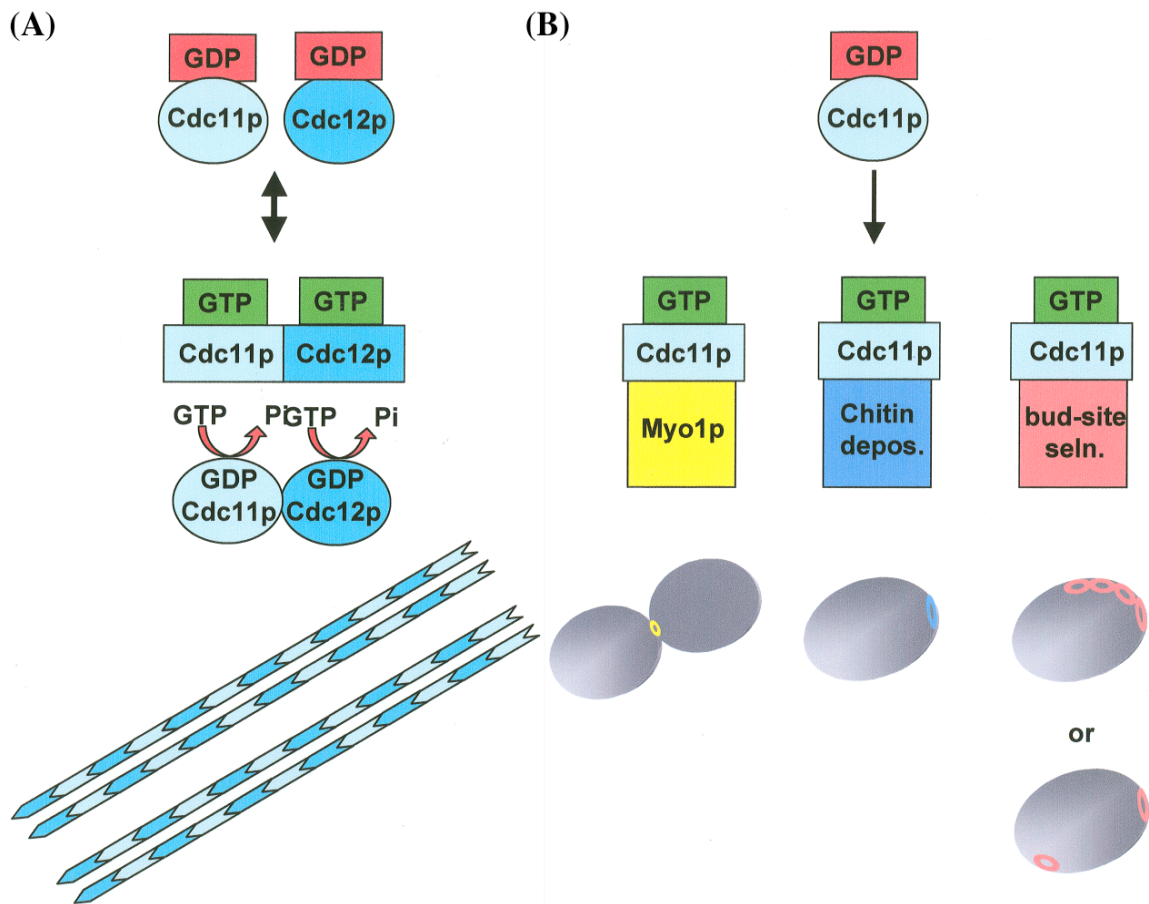 (A)
GDP GDP
Cdc11p Cdc12p
GTP GTP
Cdc11p Cdc12p
GTP Pi GTP Pi
GDP GDP
Cdc11p Cdc12p
(B)
GDP
Cdc11p
GTP GTP GTP
Cdc11p Cdc11p Cdc11p
Myo1p
Chitin
depos.
bud-site
seln.
or